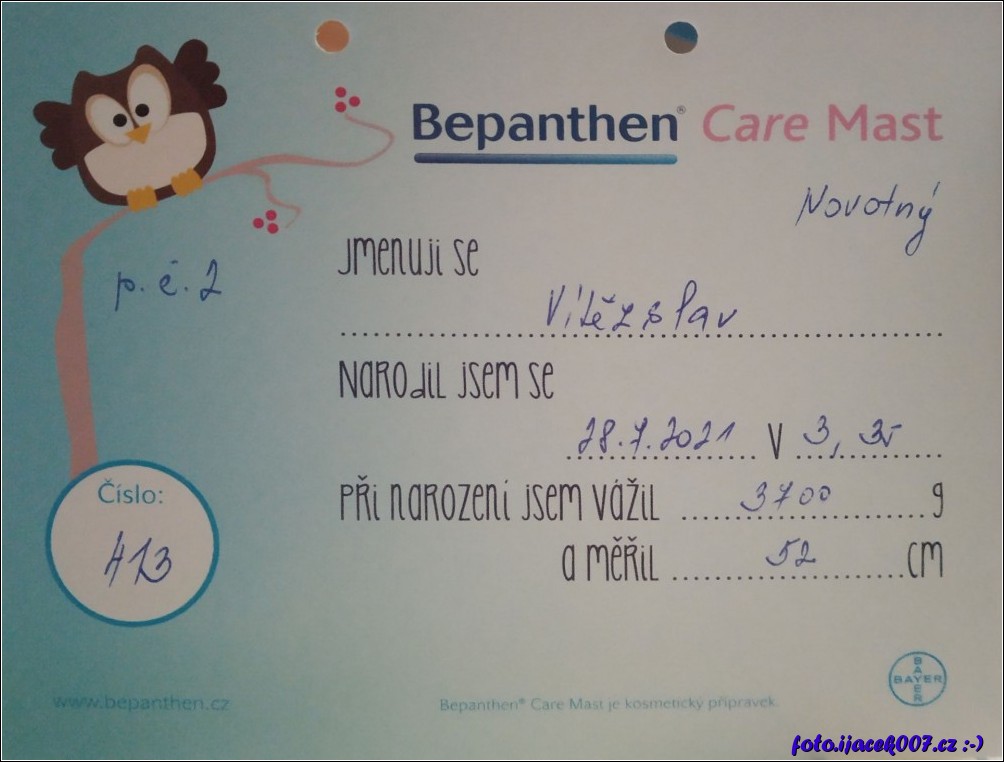 Bepanthen® Care Mast
Novotný
Jmenuji se
p. č. 2
Vítězslav
Narodil jsem se
28.7.2021 v 3,35
Číslo:
413
Při narození jsem vážil 3700 g
a měřil 52 cm
BAYER
BAYER
www.bepanthen.cz
Bepanthen® Care Mast je kosmetický přípravek.
foto.ijacek007.cz :-)